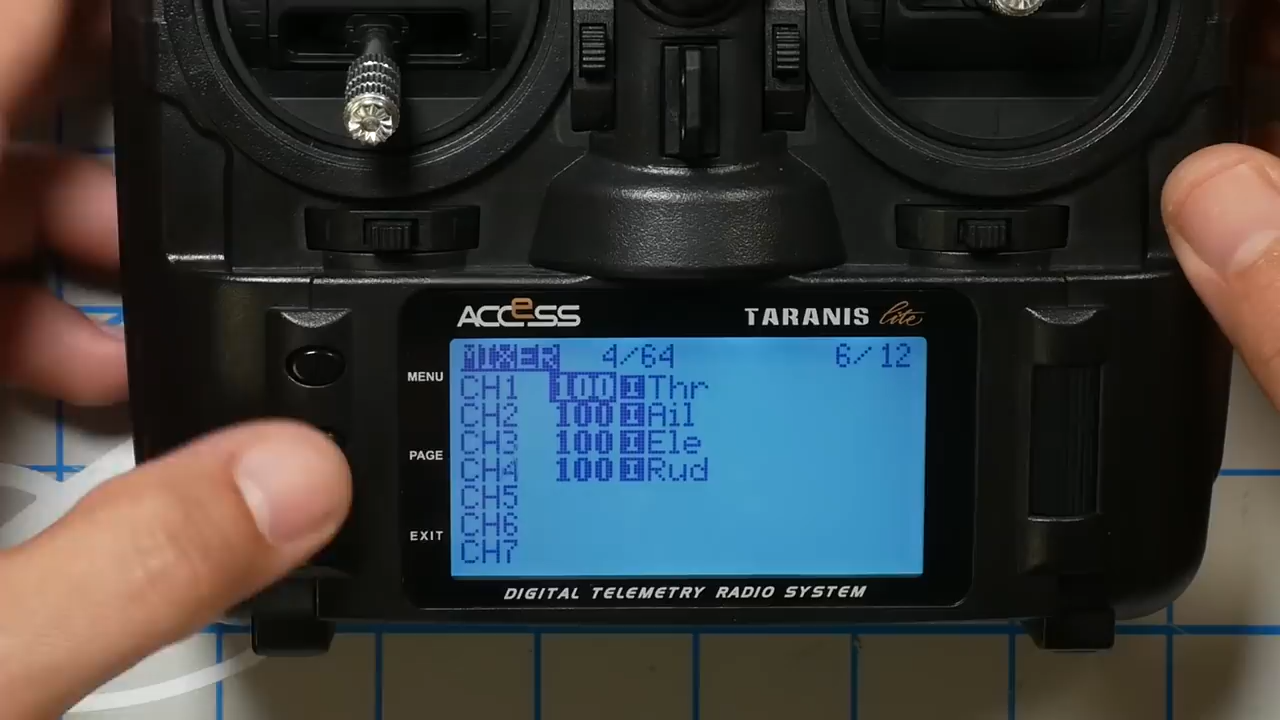 ACCESS
TARANIS lite
MENU
PAGE
EXIT
MIXER 4/64 6/12
CH1 100 I Thr
CH2 100 I Ail
CH3 100 I Ele
CH4 100 I Rud
CH5
CH6
CH7
DIGITAL TELEMETRY RADIO SYSTEM